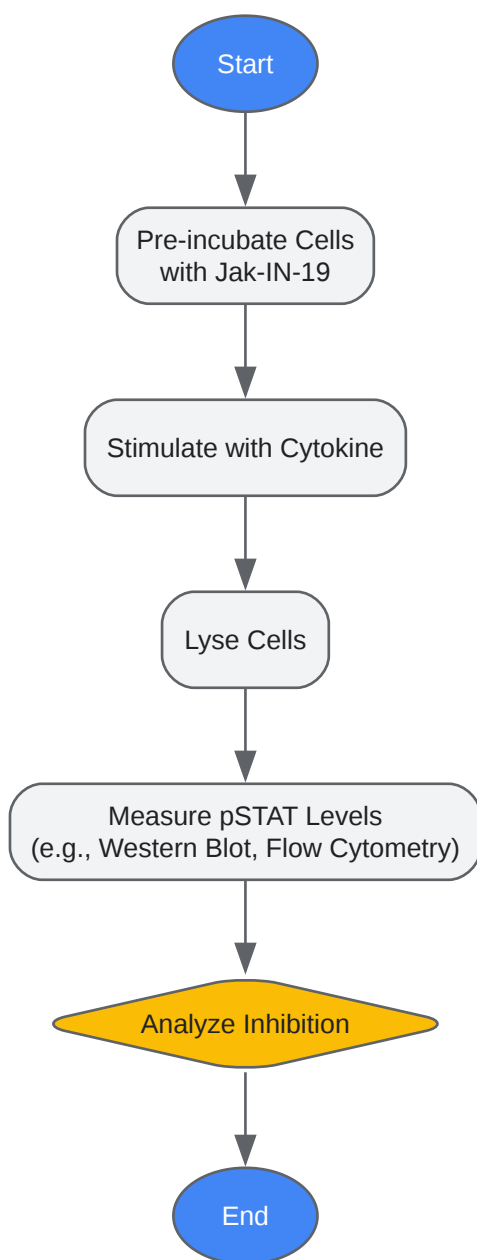 Start
Pre-incubate Cells
with Jak-IN-19
Stimulate with Cytokine
Lyse Cells
Measure pSTAT Levels
(e.g., Western Blot, Flow Cytometry)
Analyze Inhibition
End